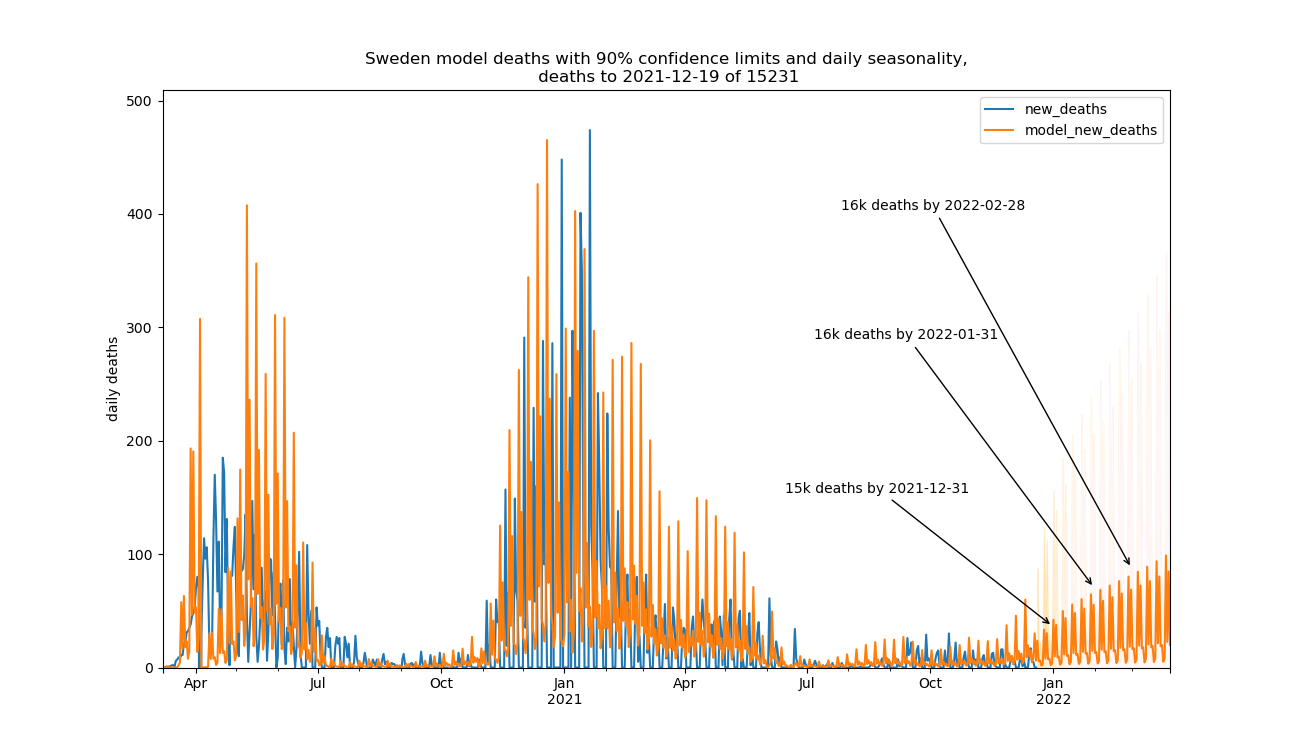 Sweden model deaths with 90% confidence limits and daily seasonality,
deaths to 2021-12-19 of 15231
new_deaths
model_new_deaths
daily deaths
500
400
300
200
100
0
16k deaths by 2022-02-28
16k deaths by 2022-01-31
15k deaths by 2021-12-31
Apr
Jul
Oct
Jan
2021
Apr
Jul
Oct
Jan
2022